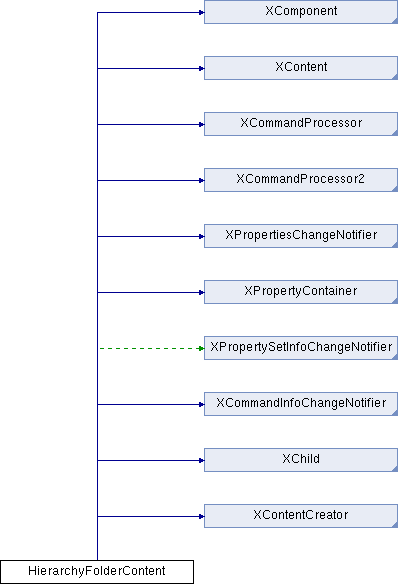 XComponent
XContent
XCommandProcessor
XCommandProcessor2
XPropertiesChangeNotifier
XPropertyContainer
XPropertySetInfoChangeNotifier
XCommandInfoChangeNotifier
XChild
XContentCreator
HierarchyFolderContent